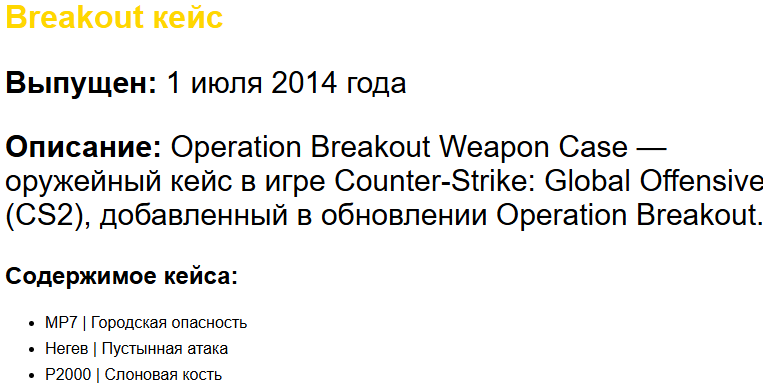 Breakout кейс
Выпущен: 1 июля 2014 года
Описание: Operation Breakout Weapon Case —
оружейный кейс в игре Counter-Strike: Global Offensive
(CS2), добавленный в обновлении Operation Breakout.
Содержимое кейса:
• MP7 | Городская опасность
• Негев | Пустынная атака
• P2000 | Слоновая кость